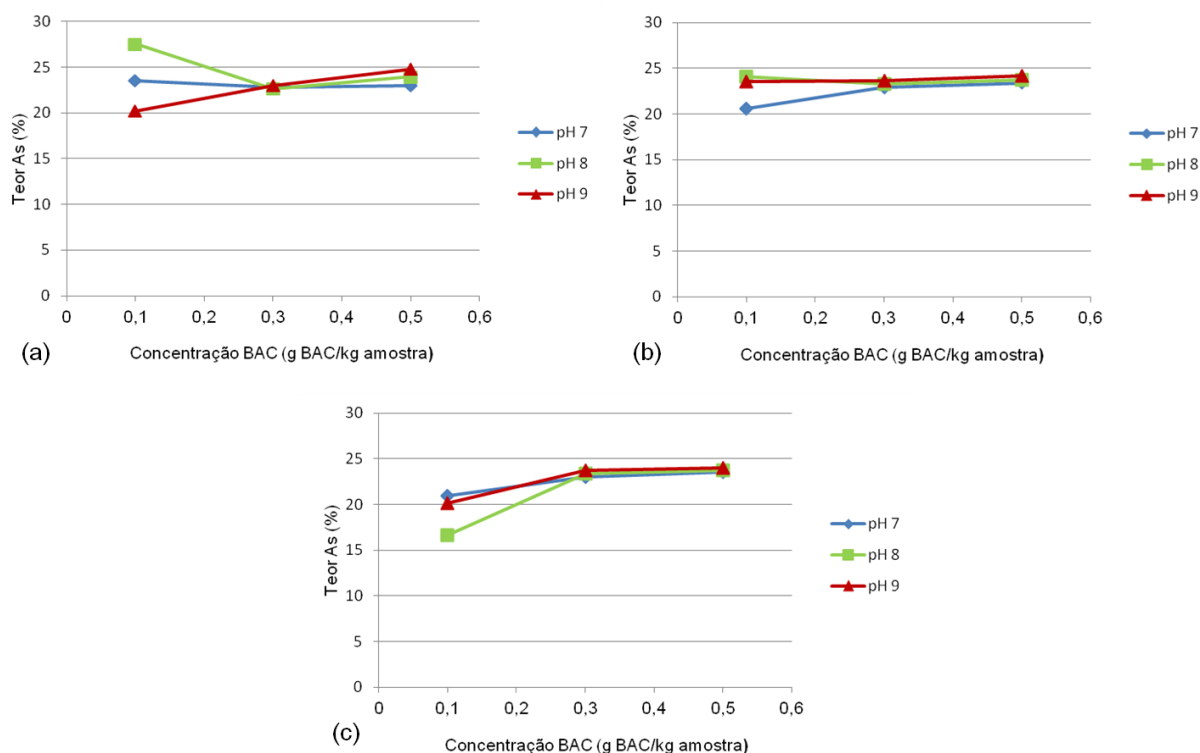 30
25
20
15
10
5
0
Teor As (%)
0 0,1 0,2 0,3 0,4 0,5 0,6
Concentração BAC (g BAC/kg amostra)
pH 7
pH 8
pH 9
(a)
30
25
20
15
10
5
0
Teor As (%)
0 0,1 0,2 0,3 0,4 0,5 0,6
Concentração BAC (g BAC/kg amostra)
pH 7
pH 8
pH 9
(b)
30
25
20
15
10
5
0
Teor As (%)
0 0,1 0,2 0,3 0,4 0,5 0,6
Concentração BAC (g BAC/kg amostra)
pH 7
pH 8
pH 9
(c)